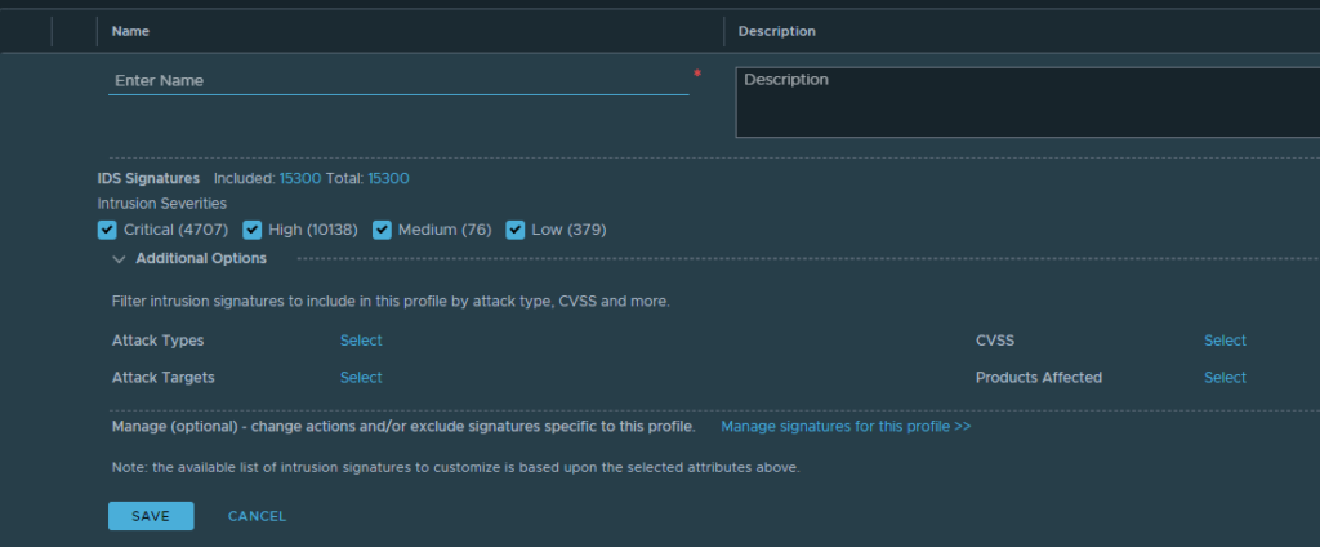 Name Description
Enter Name * Description
IDS Signatures Included: 15300 Total: 15300
Intrusion Severities
Critical (4707) High (10138) Medium (76) Low (379)
Additional Options
Filter intrusion signatures to include in this profile by attack type, CVSS and more.
Attack Types Select CVSS Select
Attack Targets Select Products Affected Select
Manage (optional) - change actions and/or exclude signatures specific to this profile. Manage signatures for this profile >>
Note: the available list of intrusion signatures to customize is based upon the selected attributes above.
SAVE CANCEL